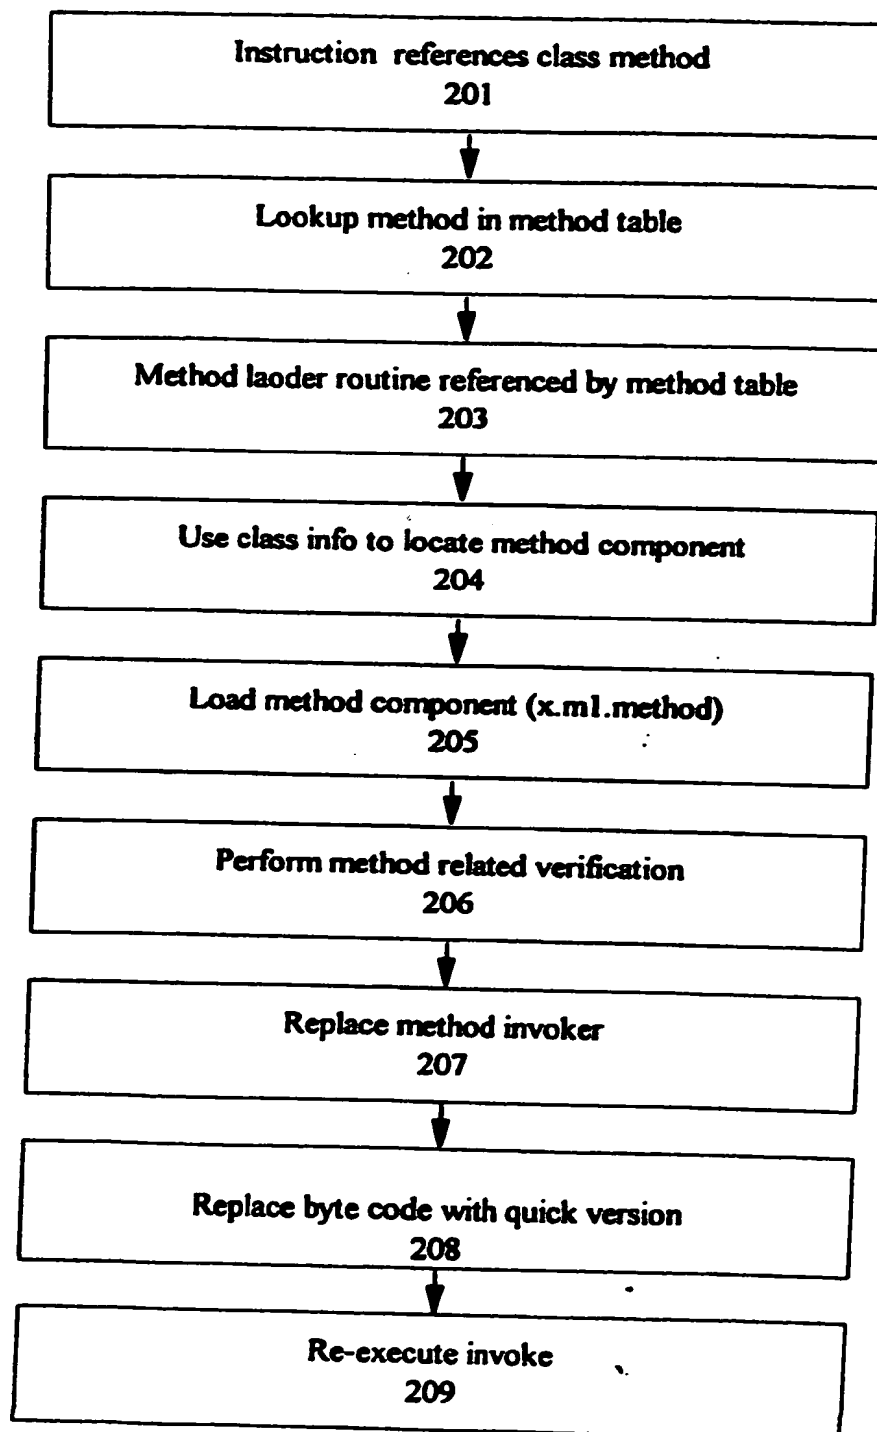 Instruction references class method
201
Lookup method in method table
202
Method laoder routine referenced by method table
203
Use class info to locate method component
204
Load method component (x.m1.method)
205
Perform method related verification
206
Replace method invoker
207
Replace byte code with quick version
208
Re-execute invoke
209